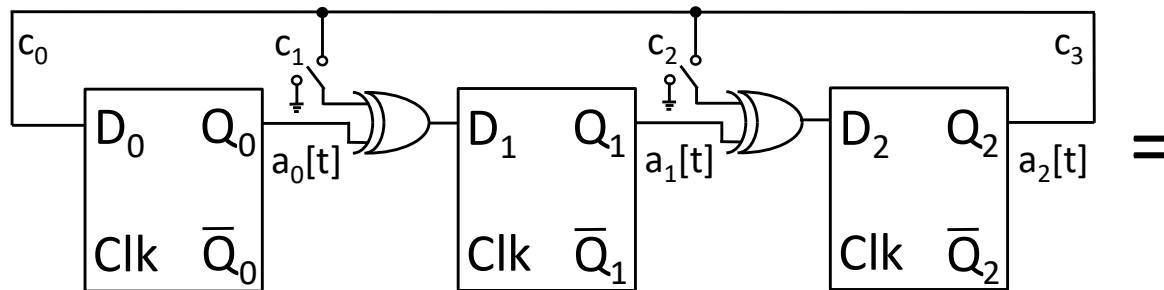 c₀ c₁ c₂ c₃
D₀ Q₀ D₁ Q₁ D₂ Q₂
a₀[t] a₁[t] a₂[t] =
Clk Q̅₀ Clk Q̅₁ Clk Q̅₂